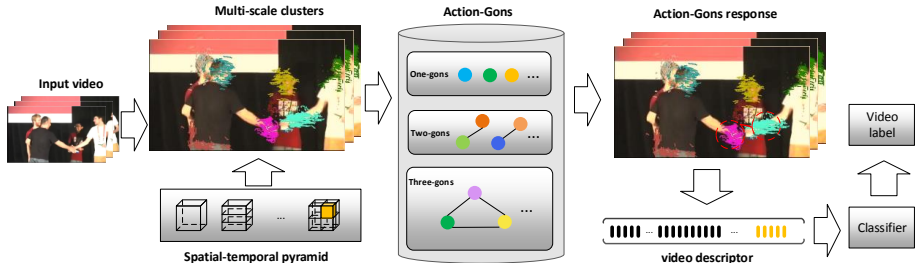 Multi-scale clusters
Action-Gons
Action-Gons response
Input video
One-gons
...
Two-gons
...
Three-gons
...
...
Spatial-temporal pyramid
... ...
video descriptor
Video
label
Classifier